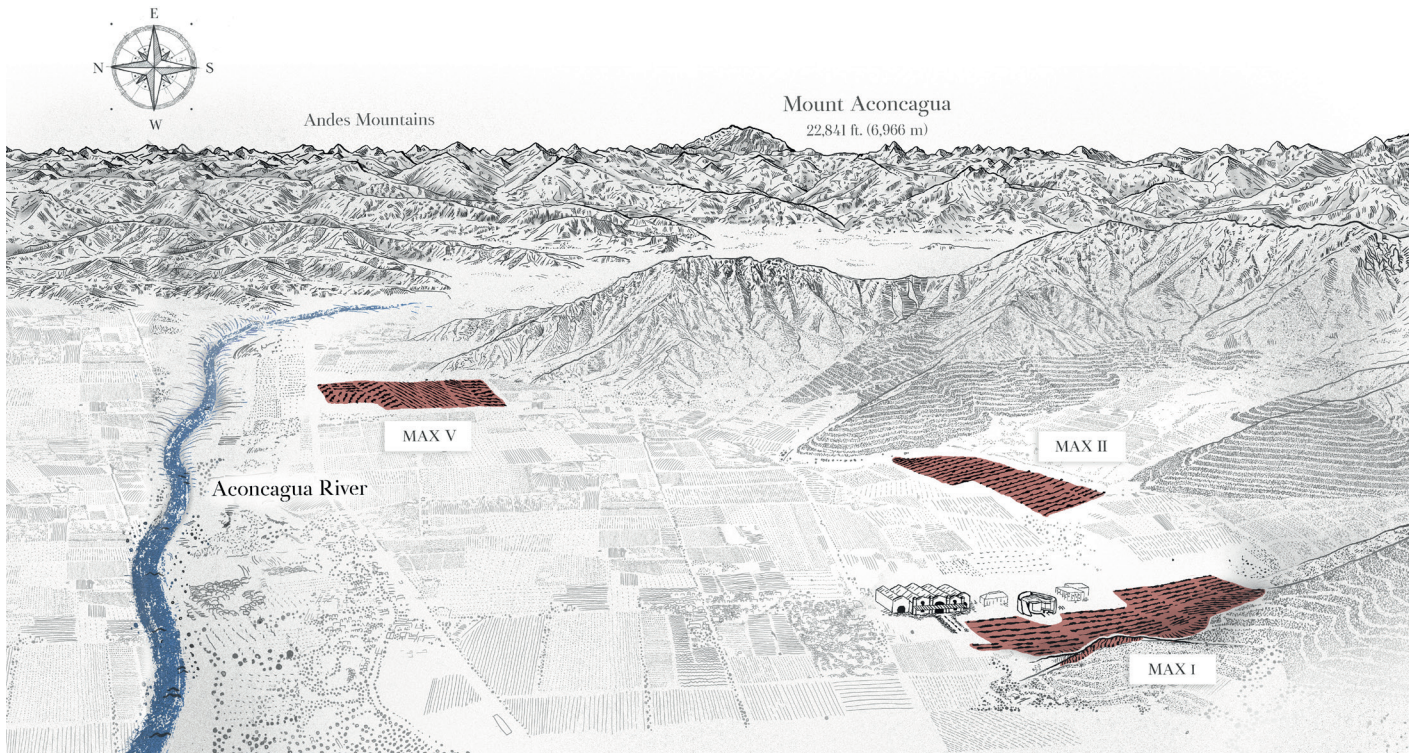 E
N
S
W
Andes Mountains
Mount Aconcagua
22,841 ft. (6,966 m)
MAX V
MAX II
Aconcagua River
MAX I